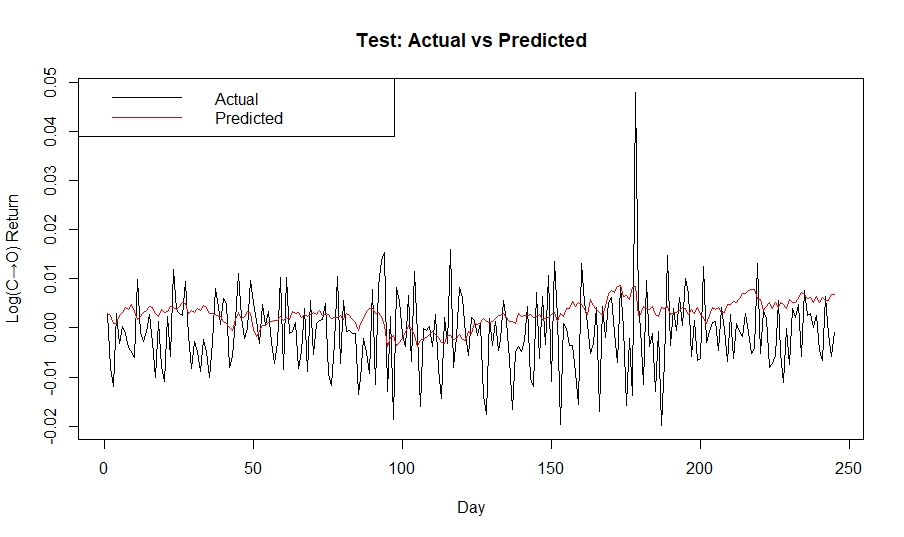 Test: Actual vs Predicted
Actual
Predicted
Log(C→O) Return
0.05
0.04
0.03
0.02
0.01
0.00
-0.01
-0.02
0 50 100 150 200 250
Day